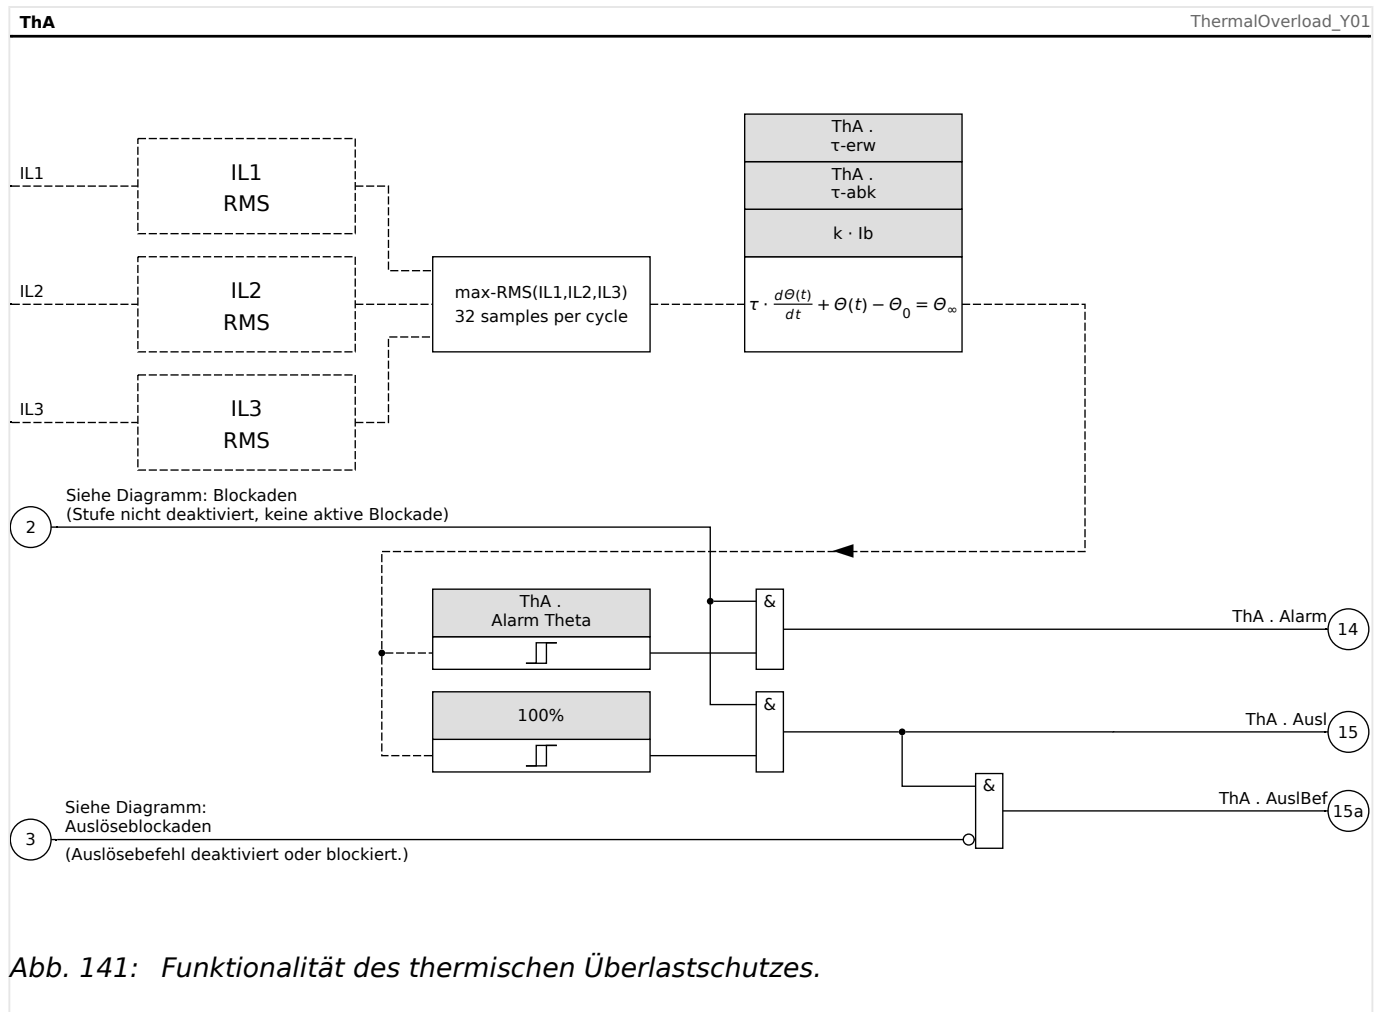 ThA
ThermalOverload_Y01
ThA .
τ-erw
ThA .
τ-abk
k · Ib
τ · dΘ(t)/dt + Θ(t) − Θ₀ = Θ∞
IL1
IL1
RMS
IL2
IL2
RMS
IL3
IL3
RMS
max-RMS(IL1,IL2,IL3)
32 samples per cycle
2
Siehe Diagramm: Blockaden
(Stufe nicht deaktiviert, keine aktive Blockade)
ThA .
Alarm Theta
&
ThA . Alarm
14
100%
&
ThA . Ausl
15
3
Siehe Diagramm:
Auslöseblockaden
(Auslösebefehl deaktiviert oder blockiert.)
&
ThA . AuslBef
15a
Abb. 141: Funktionalität des thermischen Überlastschutzes.